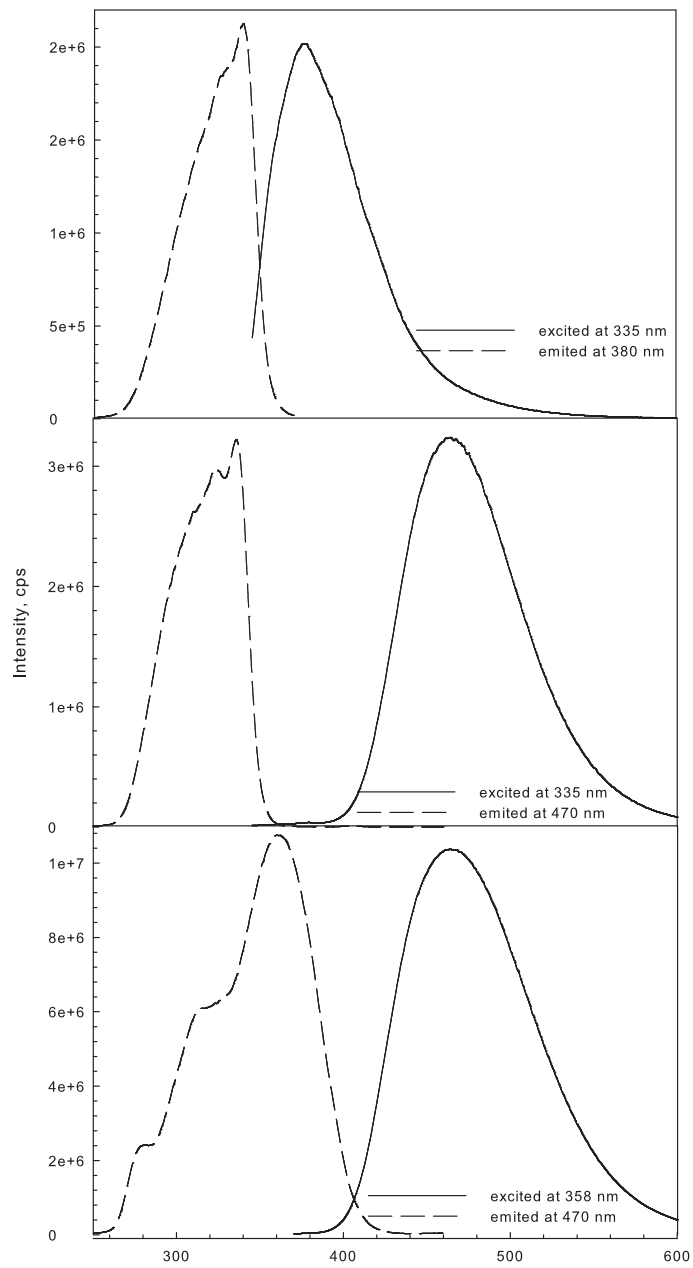 2e+6
2e+6
1e+6
5e+5
0
excited at 335 nm
emited at 380 nm
Intensity, cps
3e+6
2e+6
1e+6
0
excited at 335 nm
emited at 470 nm
1e+7
8e+6
6e+6
4e+6
2e+6
0
excited at 358 nm
emited at 470 nm
300 400 500 600